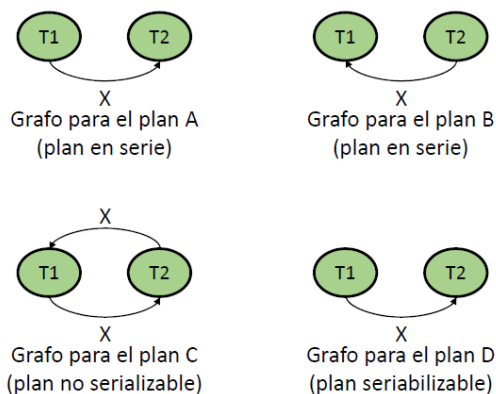 T1 T2
X
Grafo para el plan A
(plan en serie)
T1 T2
X
Grafo para el plan B
(plan en serie)
X
T1 T2
X
Grafo para el plan C
(plan no serializable)
T1 T2
X
Grafo para el plan D
(plan seriabilizable)